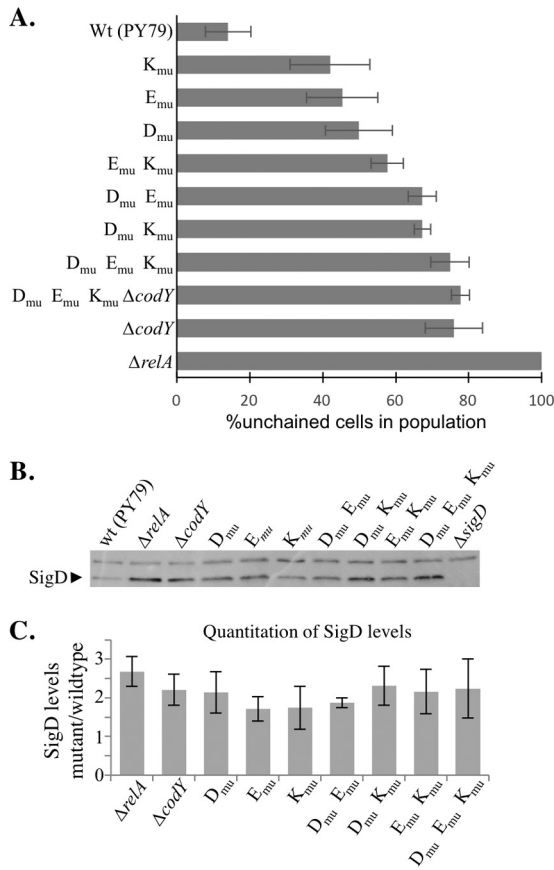 A.
Wt (PY79)
Kmu
Emu
Dmu
Emu Kmu
Dmu Emu
Dmu Kmu
Dmu Emu Kmu
Dmu Emu Kmu ΔcodY
ΔcodY
ΔrelA
0 20 40 60 80 100
%unchained cells in population
B.
wt (PY79)
ΔrelA
ΔcodY
Dmu
Emu
Kmu
Dmu Emu
Dmu Kmu
Emu Kmu
Dmu Emu Kmu
ΔsigD
SigD
C.
Quantitation of SigD levels
SigD levels
mutant/wildtype
3
2
1
0
ΔrelA
ΔcodY
Dmu
Emu
Kmu
Dmu Emu
Dmu Kmu
Emu Kmu
Dmu Emu Kmu